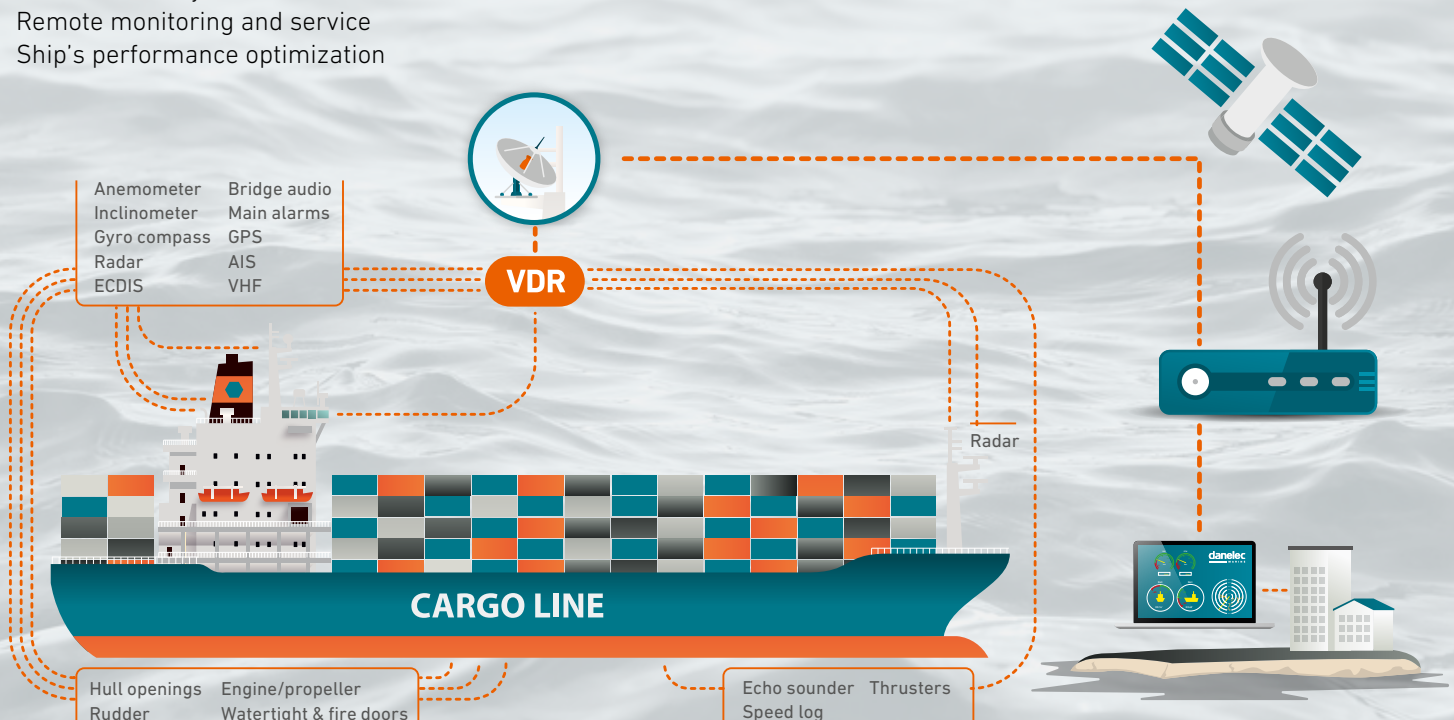 Remote monitoring and service
Ship's performance optimization
Anemometer Bridge audio
Inclinometer Main alarms
Gyro compass GPS
Radar AIS
ECDIS VHF
VDR
Radar
CARGO LINE
danelec
MARINE
Hull openings Engine/propeller
Rudder Watertight & fire doors
Echo sounder Thrusters
Speed log